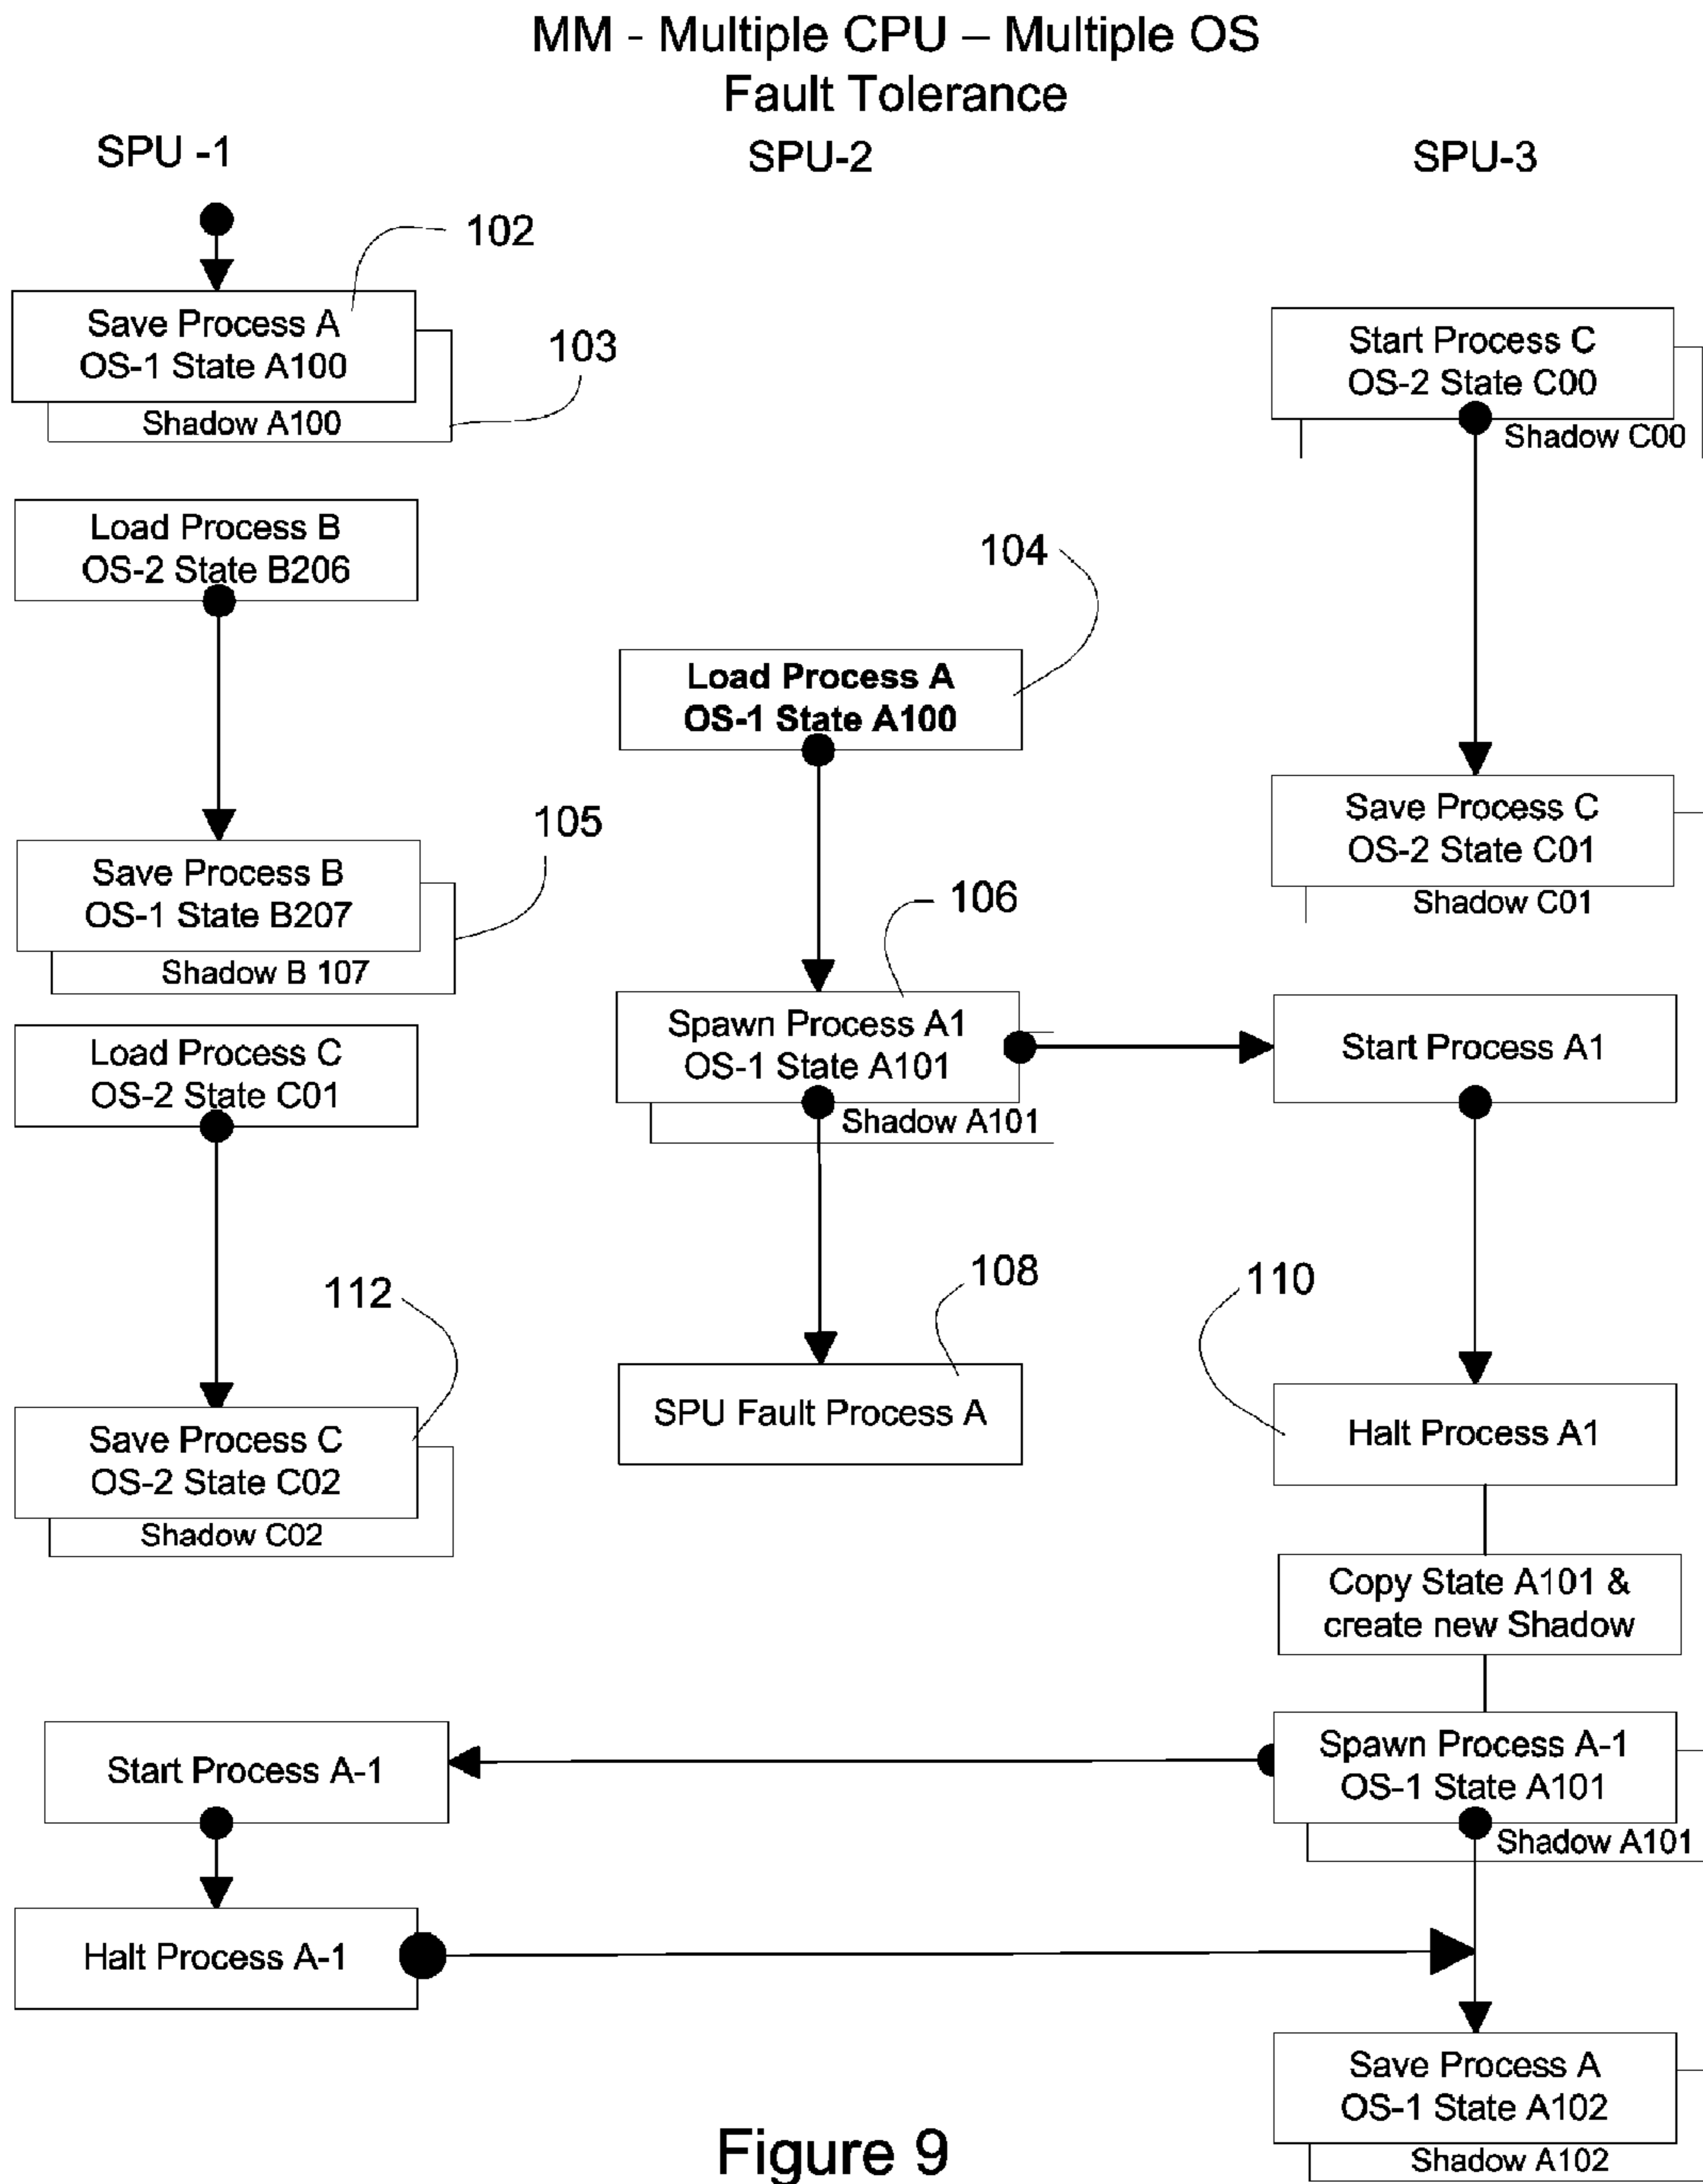 MM - Multiple CPU – Multiple OS
Fault Tolerance
SPU -1
SPU-2
SPU-3
102
Save Process A
OS-1 State A100
Shadow A100
103
Start Process C
OS-2 State C00
Shadow C00
Load Process B
OS-2 State B206
104
Load Process A
OS-1 State A100
Save Process C
OS-2 State C01
Shadow C01
105
Save Process B
OS-1 State B207
Shadow B 107
106
Spawn Process A1
OS-1 State A101
Shadow A101
Start Process A1
Load Process C
OS-2 State C01
108
SPU Fault Process A
110
Halt Process A1
112
Save Process C
OS-2 State C02
Shadow C02
Copy State A101 &
create new Shadow
Spawn Process A-1
OS-1 State A101
Shadow A101
Start Process A-1
Halt Process A-1
Save Process A
OS-1 State A102
Shadow A102
Figure 9